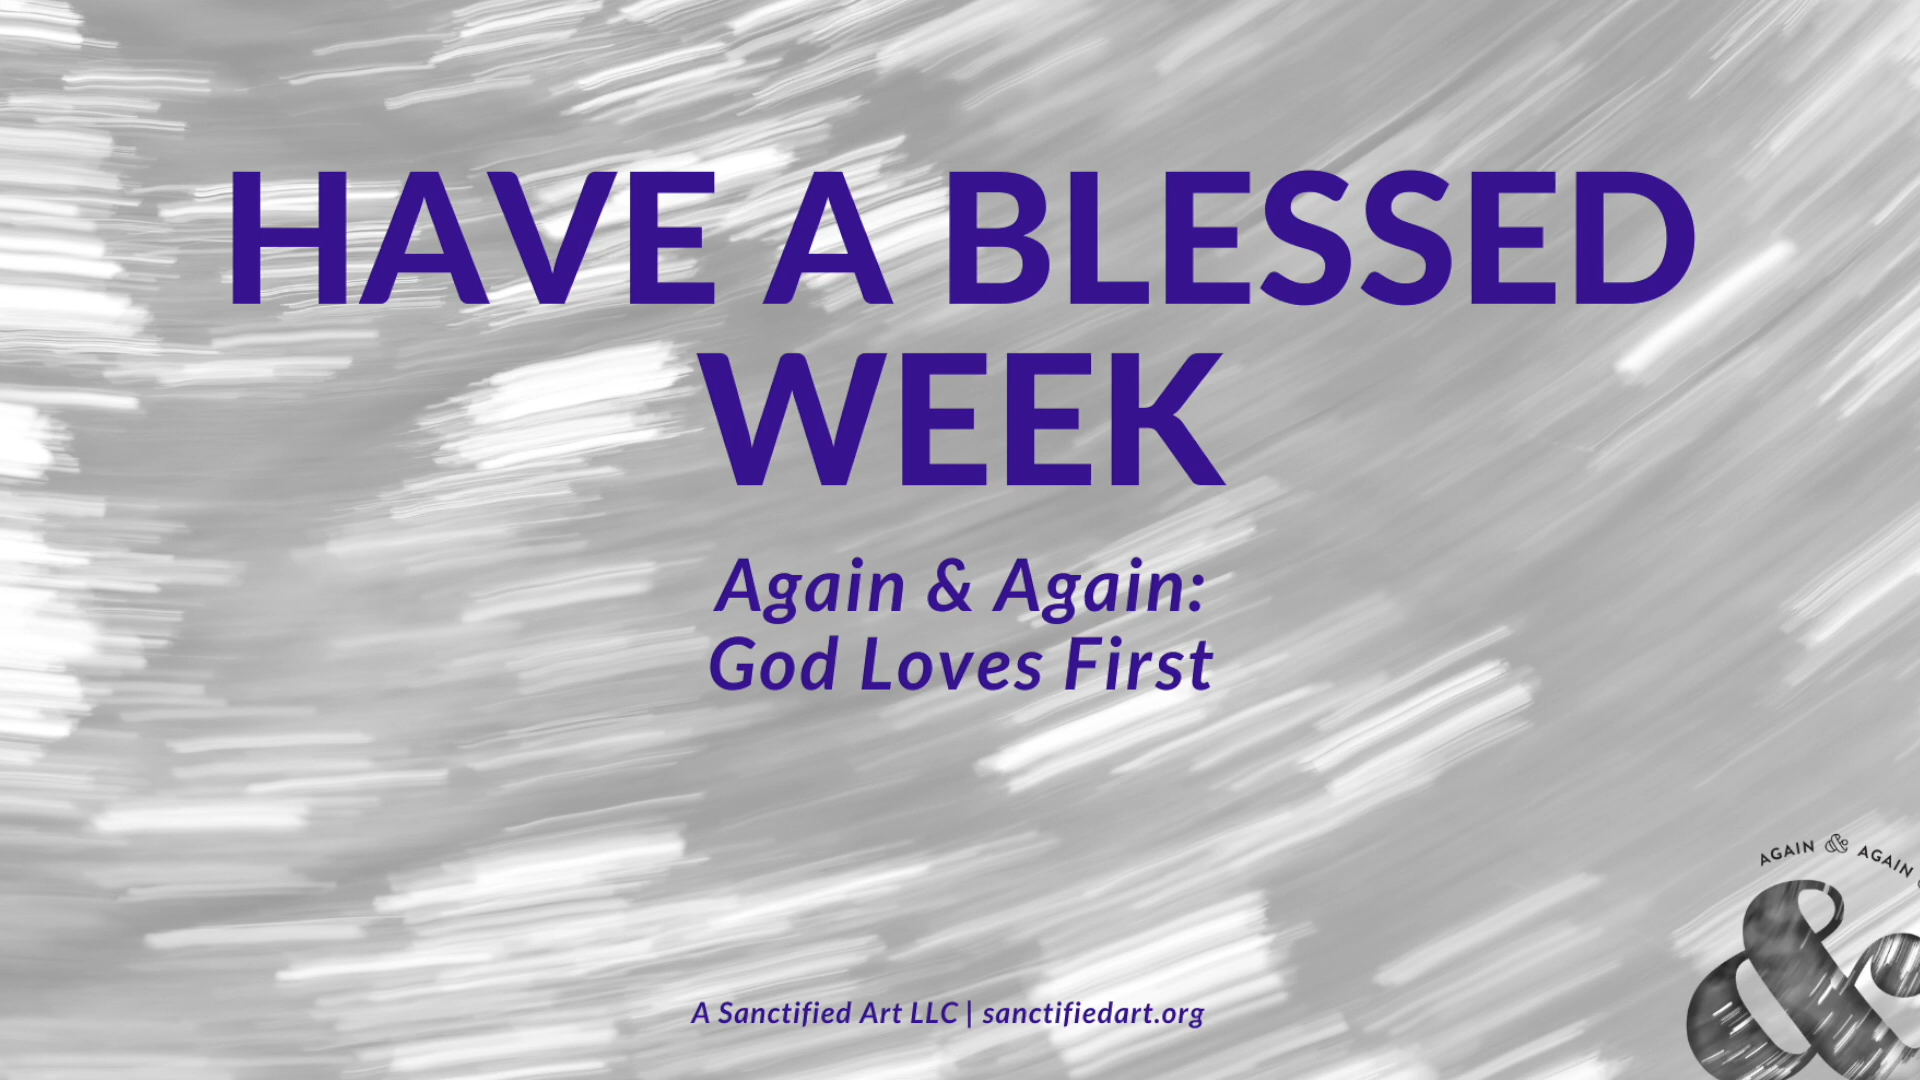 HAVE A BLESSED
WEEK
Again & Again:
God Loves First
AGAIN & AGAIN
A Sanctified Art LLC | sanctifiedart.org
&